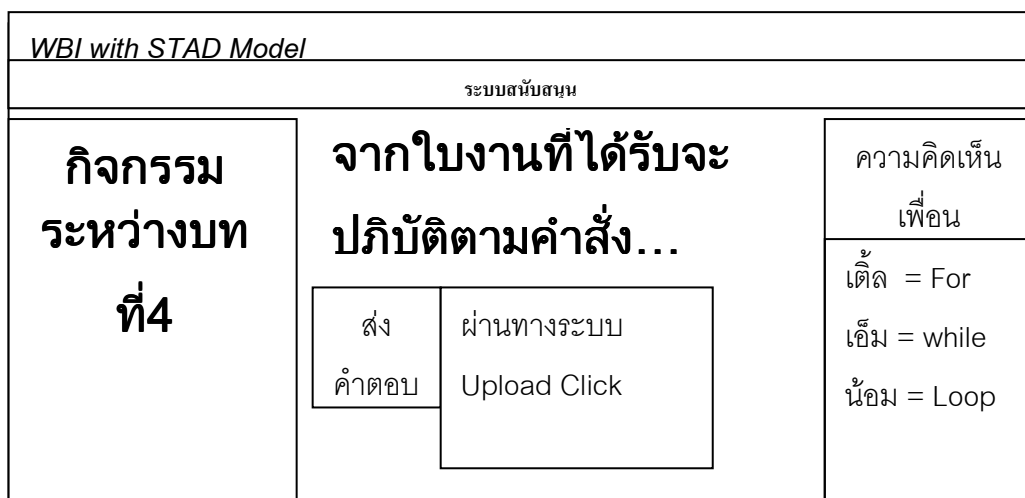 WBI with STAD Model
ระบบสนับสนุน
กิจกรรม
ระหว่างบท
ที่4
จากใบงานที่ได้รับจะ
ปภิบัติตามคำสั่ง...
ส่ง
คำตอบ
ผ่านทางระบบ
Upload Click
ความคิดเห็น
เพื่อน
เติ้ล = For
เอ็ม = while
น้อม = Loop